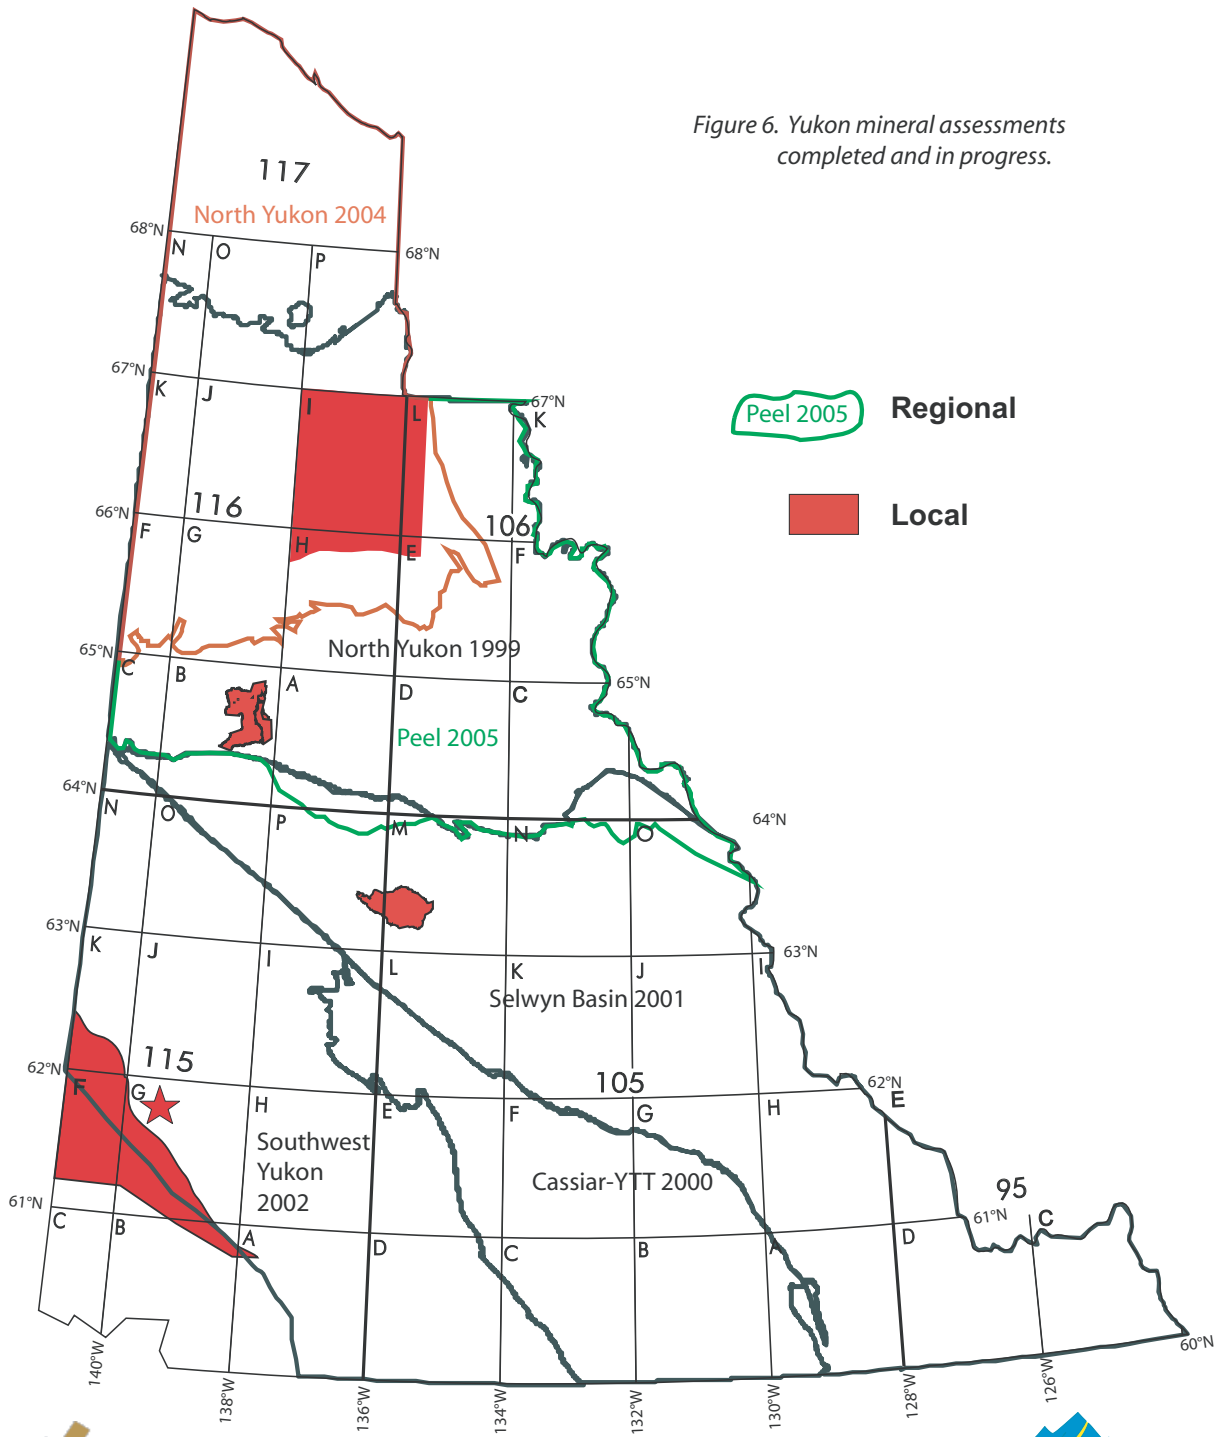 Figure 6. Yukon mineral assessments
completed and in progress.
117
North Yukon 2004
68°N
N
O
P
68°N
67°N
K
J
I
L
67°N
K
Peel 2005
Regional
116
66°N
F
G
H
E
106
F
Local
North Yukon 1999
65°N
C
B
A
D
C
65°N
Peel 2005
64°N
N
O
P
M
N
O
64°N
63°N
K
J
I
L
K
J
I
63°N
Selwyn Basin 2001
115
62°N
F
G
H
E
F
105
G
H
62°N
E
Southwest
Yukon
2002
Cassiar-YTT 2000
95
61°N
C
B
A
D
C
B
A
D
61°N
C
60°N
140°W
138°W
136°W
134°W
132°W
130°W
128°W
126°W